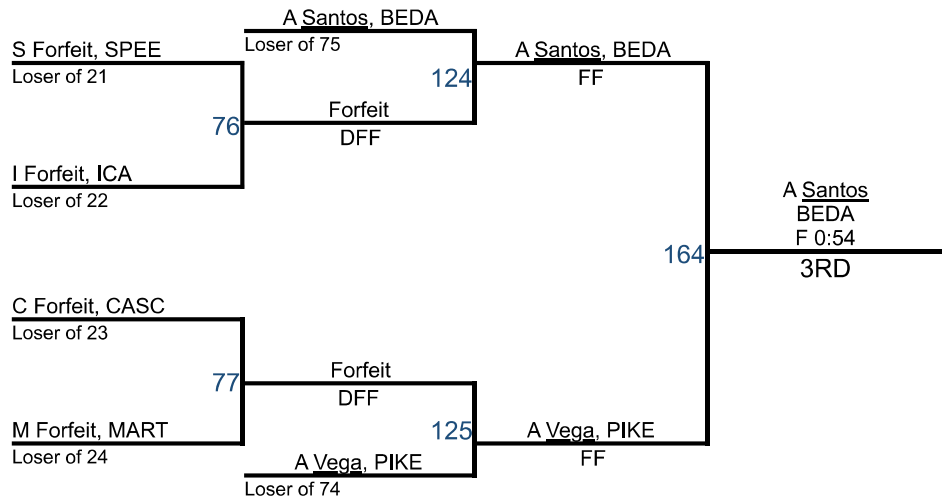 A Santos, BEDA
Loser of 75
S Forfeit, SPEE
Loser of 21
A Santos, BEDA
FF
124
Forfeit
DFF
76
I Forfeit, ICA
Loser of 22
A Santos
BEDA
F 0:54
3RD
164
C Forfeit, CASC
Loser of 23
Forfeit
DFF
77
M Forfeit, MART
Loser of 24
125
A Vega, PIKE
FF
A Vega, PIKE
Loser of 74